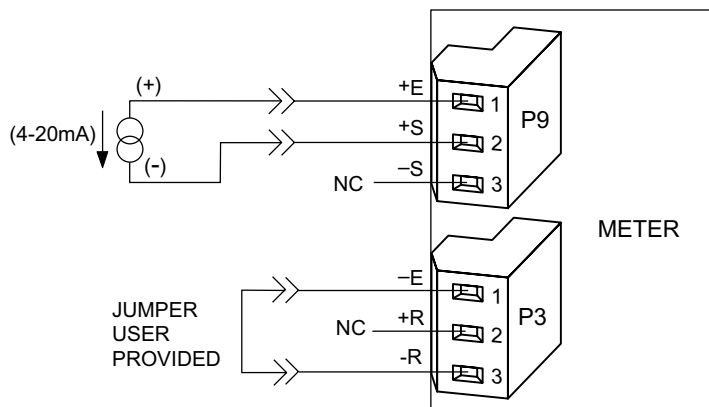 (+)
+E
1
(4-20mA)
+S
2
P9
(-)
NC
–S
3
METER
–E
1
JUMPER
USER
PROVIDED
NC
+R
2
P3
-R
3